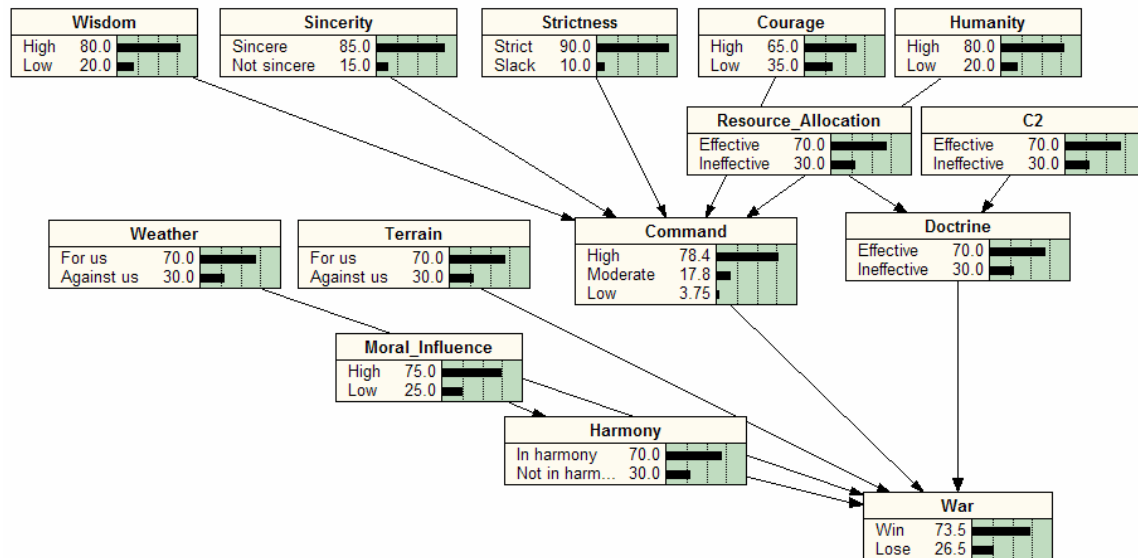 Wisdom
High 80.0
Low 20.0
Sincerity
Sincere 85.0
Not sincere 15.0
Strictness
Strict 90.0
Slack 10.0
Courage
High 65.0
Low 35.0
Humanity
High 80.0
Low 20.0
Resource_Allocation
Effective 70.0
Ineffective 30.0
C2
Effective 70.0
Ineffective 30.0
Weather
For us 70.0
Against us 30.0
Terrain
For us 70.0
Against us 30.0
Command
High 78.4
Moderate 17.8
Low 3.75
Doctrine
Effective 70.0
Ineffective 30.0
Moral_Influence
High 75.0
Low 25.0
Harmony
In harmony 70.0
Not in harm... 30.0
War
Win 73.5
Lose 26.5